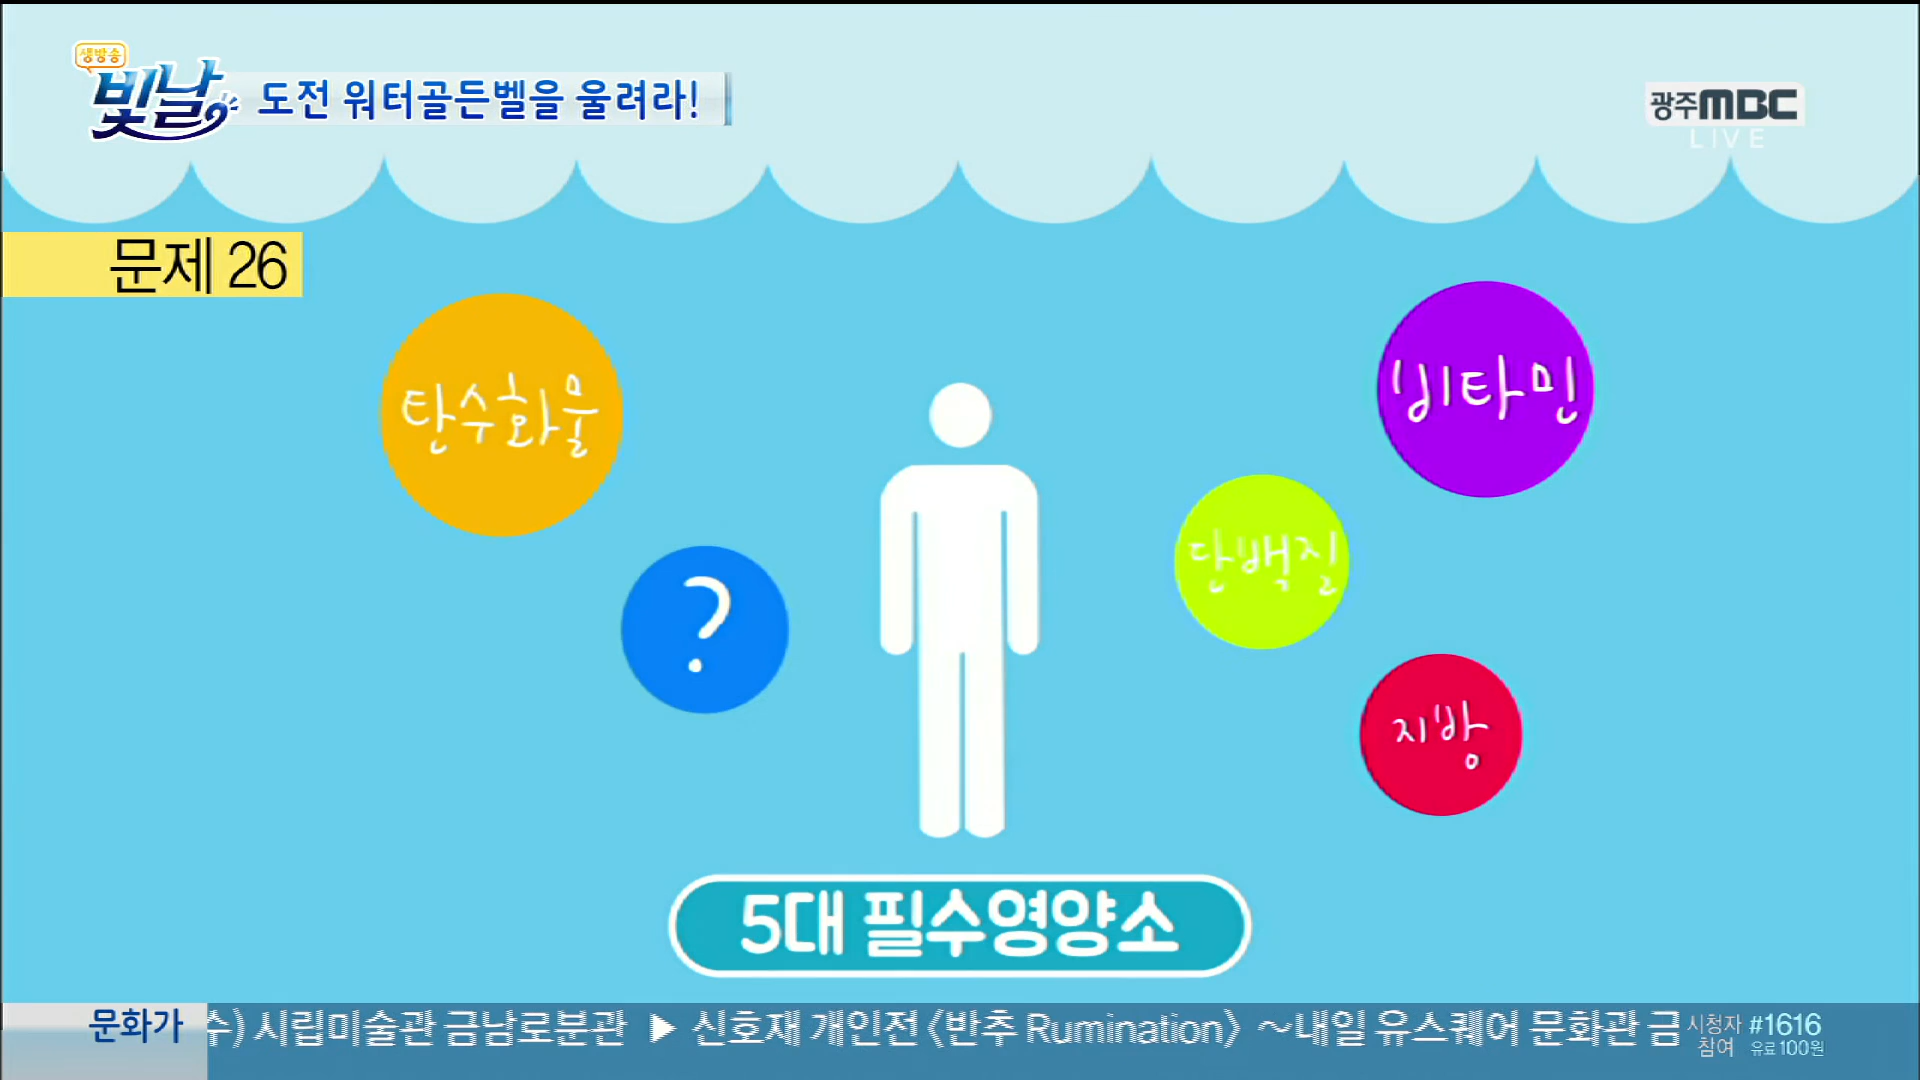 생방송
빛날
도전 워터골든벨을 울려라!
광주MBC
LIVE
문제 26
탄수화물
비타민
?
단백질
지방
5대 필수영양소
문화가
수) 시립미술관 금남로분관 ▶ 신호재 개인전〈반추 Rumination〉~내일 유스퀘어 문화관 금
시청자 참여
#1616
유료 100원